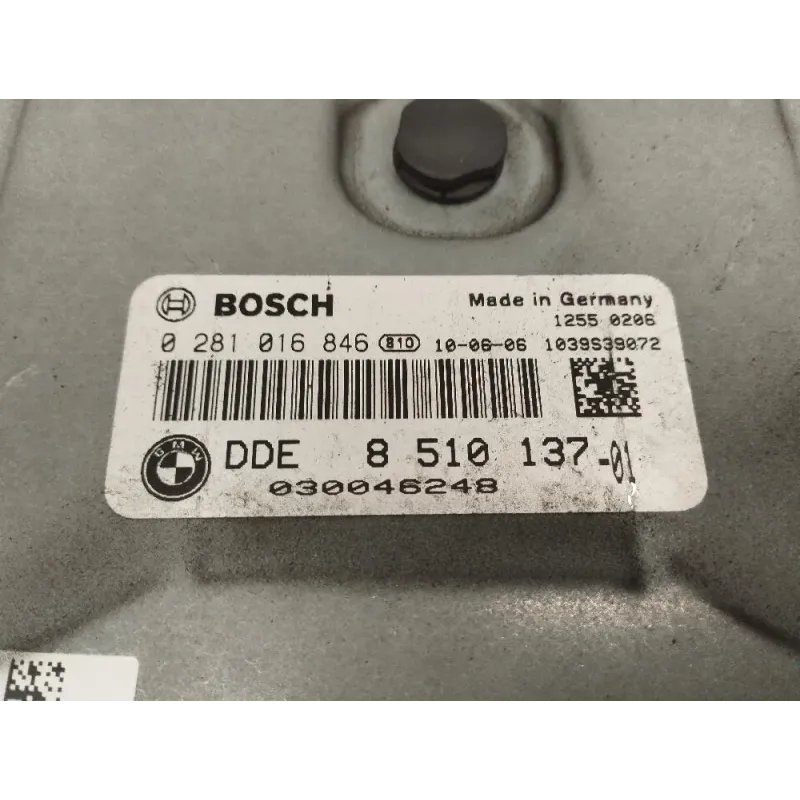 BOSCH
Made in Germany
1255 0206
0 281 016 846 810 10-06-06 1039S39072
BMW DDE 8 510 137-01
030046248